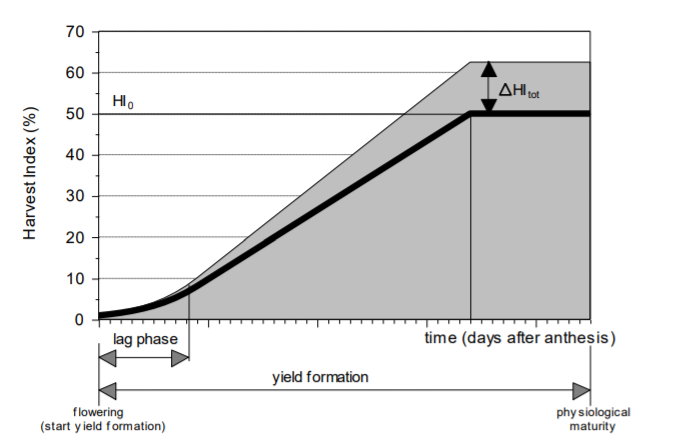 70
60
50
40
30
20
10
0
Harvest Index (%)
HI0
ΔHItot
lag phase
time (days after anthesis)
yield formation
flowering
(start yield formation)
physiological
maturity